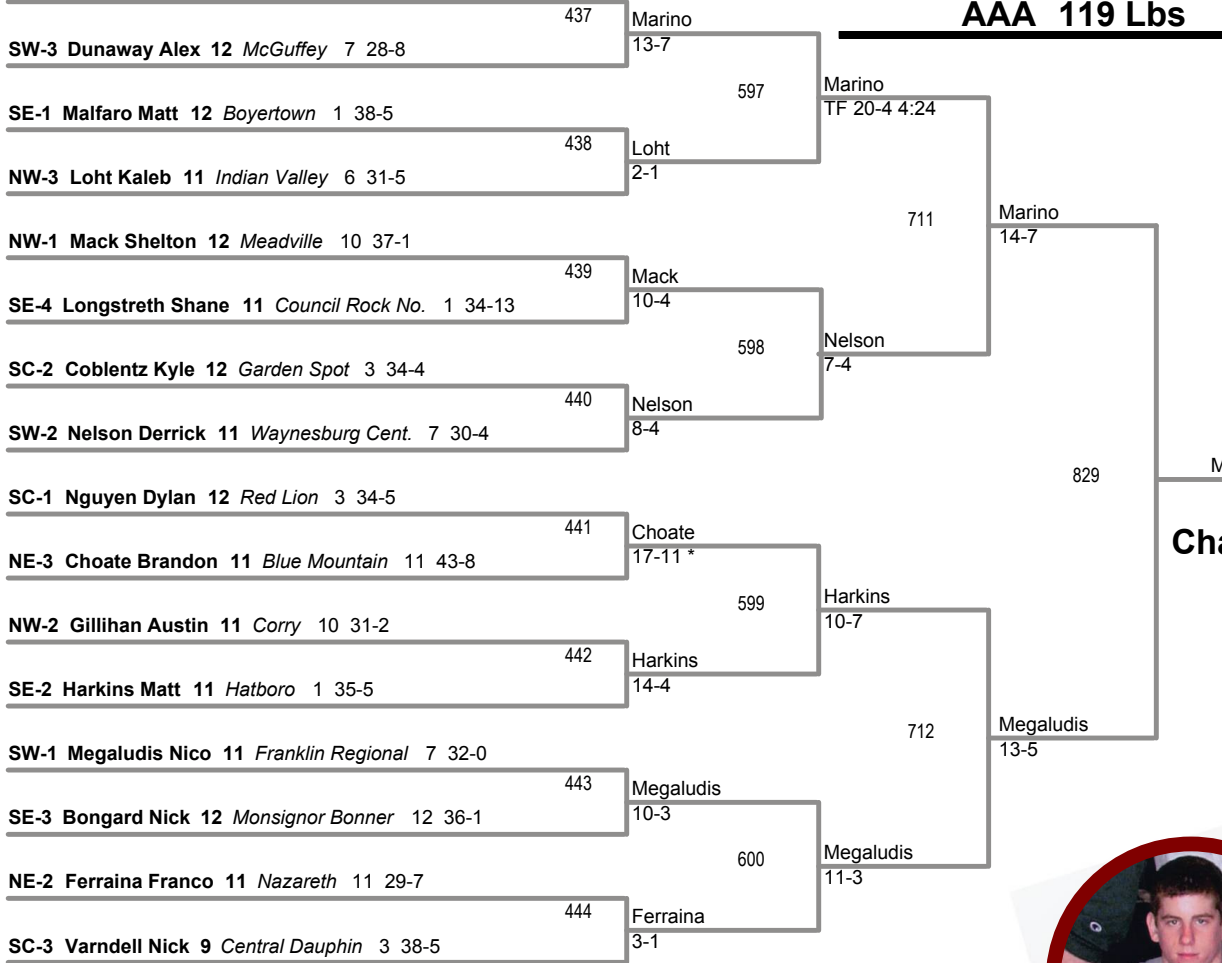 AAA 119 Lbs
437
Marino
13-7
SW-3 Dunaway Alex 12 McGuffey 7 28-8
597
Marino
TF 20-4 4:24
SE-1 Malfaro Matt 12 Boyertown 1 38-5
438
Loht
2-1
NW-3 Loht Kaleb 11 Indian Valley 6 31-5
711
Marino
14-7
NW-1 Mack Shelton 12 Meadville 10 37-1
439
Mack
10-4
SE-4 Longstreth Shane 11 Council Rock No. 1 34-13
598
Nelson
7-4
SC-2 Coblentz Kyle 12 Garden Spot 3 34-4
440
Nelson
8-4
SW-2 Nelson Derrick 11 Waynesburg Cent. 7 30-4
829
M
SC-1 Nguyen Dylan 12 Red Lion 3 34-5
441
Choate
17-11 *
Cha
NE-3 Choate Brandon 11 Blue Mountain 11 43-8
599
Harkins
10-7
NW-2 Gillihan Austin 11 Corry 10 31-2
442
Harkins
14-4
SE-2 Harkins Matt 11 Hatboro 1 35-5
712
Megaludis
13-5
SW-1 Megaludis Nico 11 Franklin Regional 7 32-0
443
Megaludis
10-3
SE-3 Bongard Nick 12 Monsignor Bonner 12 36-1
600
Megaludis
11-3
NE-2 Ferraina Franco 11 Nazareth 11 29-7
444
Ferraina
3-1
SC-3 Varndell Nick 9 Central Dauphin 3 38-5